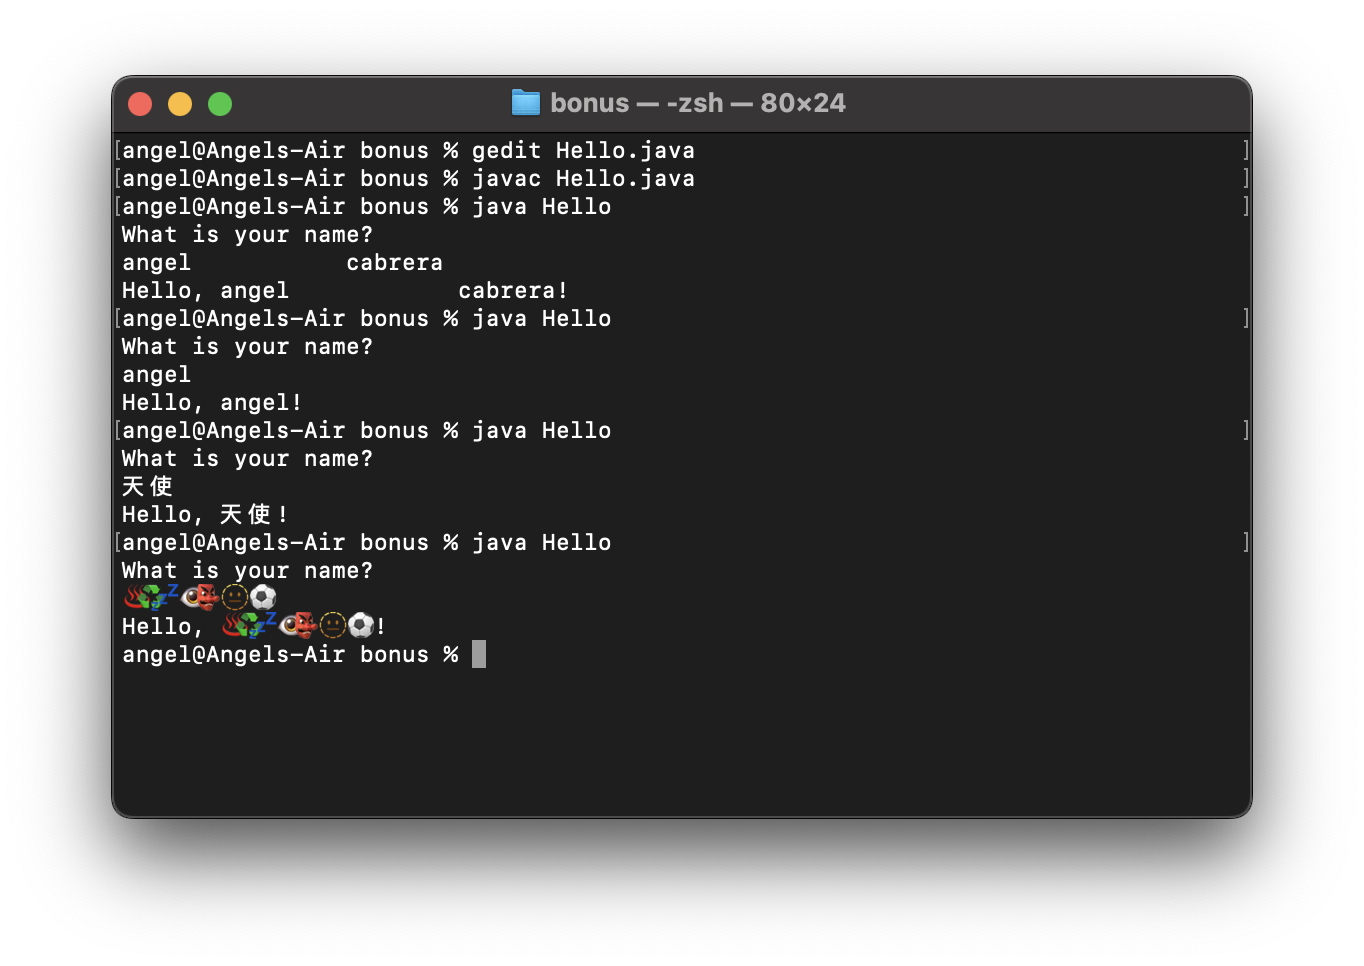 bonus — -zsh — 80×24
[angel@Angels-Air bonus % gedit Hello.java ]
[angel@Angels-Air bonus % javac Hello.java ]
[angel@Angels-Air bonus % java Hello ]
What is your name?
angel           cabrera
Hello, angel            cabrera!
[angel@Angels-Air bonus % java Hello ]
What is your name?
angel
Hello, angel!
[angel@Angels-Air bonus % java Hello ]
What is your name?
天使
Hello, 天使!
[angel@Angels-Air bonus % java Hello ]
What is your name?
♨️♻️💤👁👺🫥⚽️
Hello, ♨️♻️💤👁👺🫥⚽️!
angel@Angels-Air bonus %